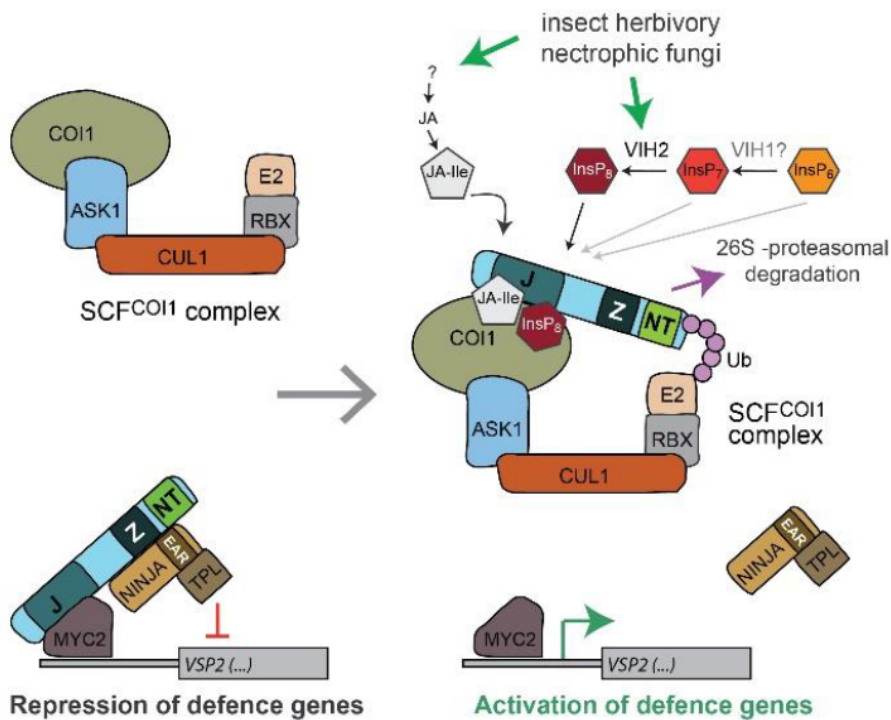 insect herbivory
nectrophic fungi
?
JA
JA-Ile
VIH2
VIH1?
InsP8
InsP7
InsP6
COI1
ASK1
E2
RBX
CUL1
SCFCOI1 complex
26S -proteasomal
degradation
J
Z
NT
JA-Ile
InsP8
COI1
Ub
E2
RBX
ASK1
CUL1
SCFCOI1
complex
NT
Z
J
EAR
NINJA
TPL
MYC2
VSP2 (...)
Repression of defence genes
EAR
NINJA
TPL
MYC2
VSP2 (...)
Activation of defence genes